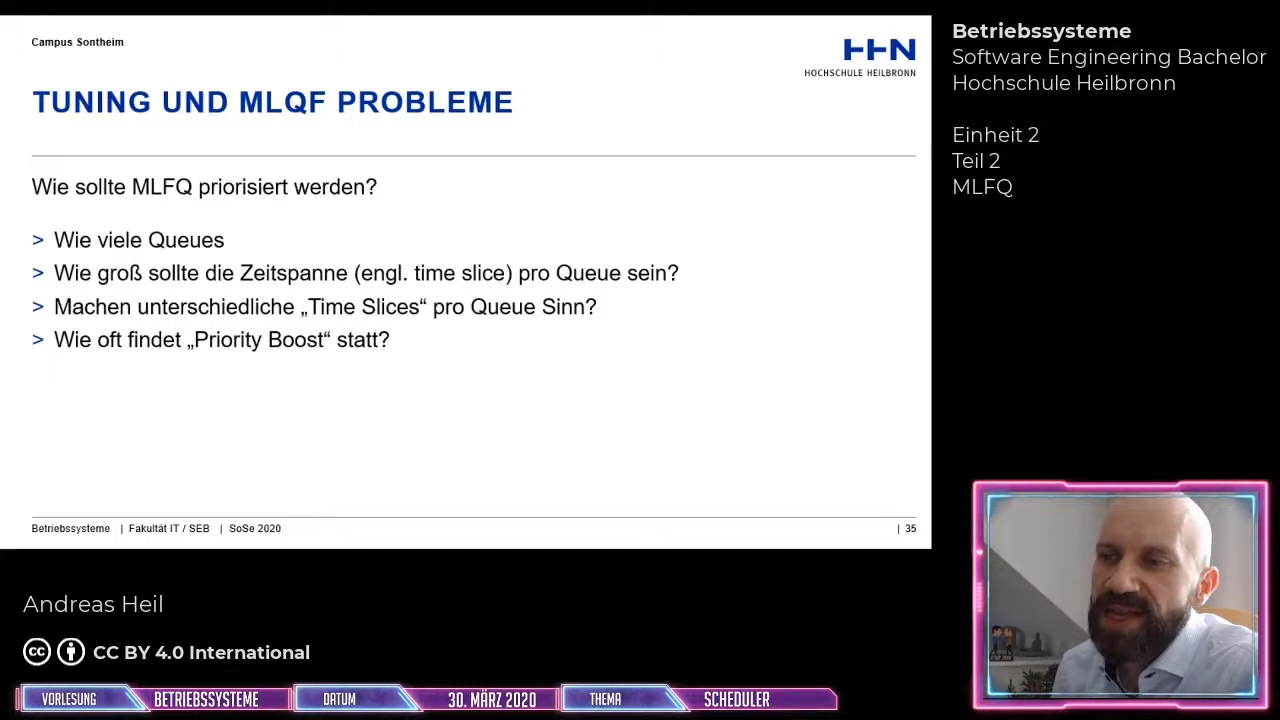 Campus Sontheim
HHN
HOCHSCHULE HEILBRONN
TUNING UND MLQF PROBLEME
Wie sollte MLFQ priorisiert werden?
> Wie viele Queues
> Wie groß sollte die Zeitspanne (engl. time slice) pro Queue sein?
> Machen unterschiedliche „Time Slices“ pro Queue Sinn?
> Wie oft findet „Priority Boost“ statt?
Betriebssysteme | Fakultät IT / SEB | SoSe 2020
| 35
Betriebssysteme
Software Engineering Bachelor
Hochschule Heilbronn
Einheit 2
Teil 2
MLFQ
Andreas Heil
cc CC BY 4.0 International
VORLESUNG BETRIEBSSYSTEME DATUM 30. MÄRZ 2020 THEMA SCHEDULER